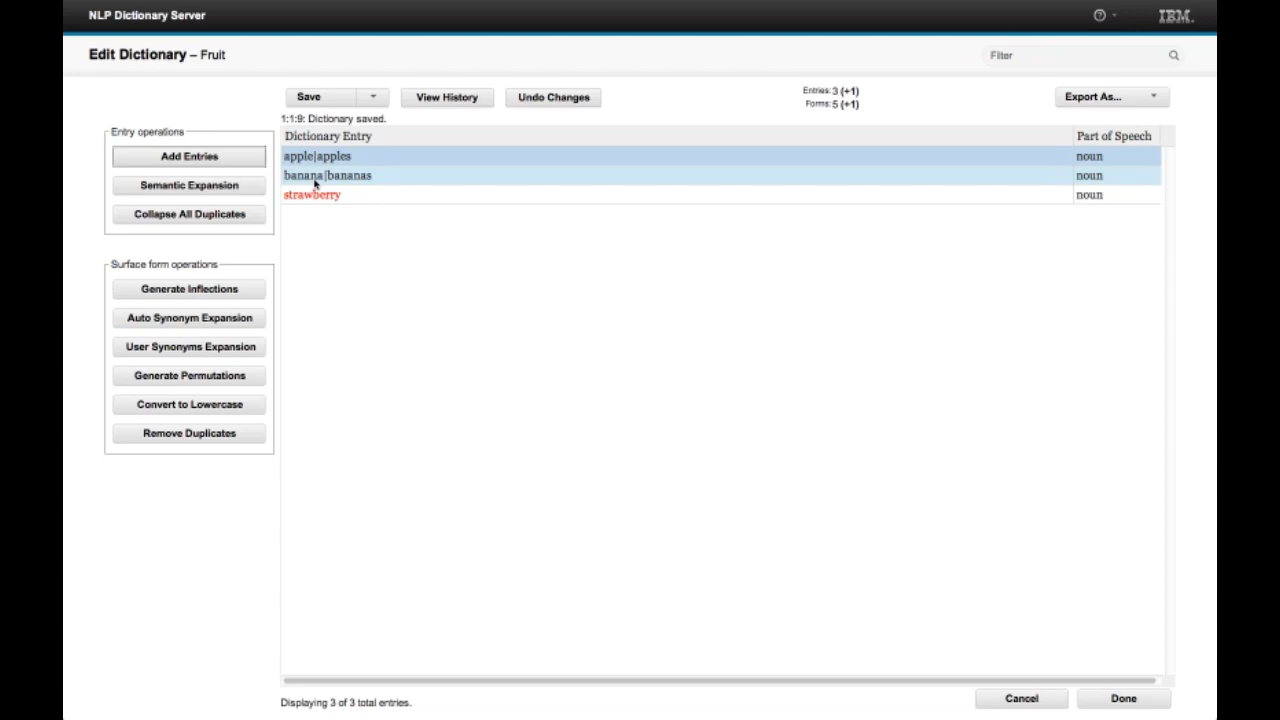 NLP Dictionary Server
IBM.
Edit Dictionary – Fruit
Filter
Save
View History
Undo Changes
Entries: 3 (+1)
Forms: 5 (+1)
Export As...
1:1:9: Dictionary saved.
Entry operations
Add Entries
Semantic Expansion
Collapse All Duplicates
Surface form operations
Generate Inflections
Auto Synonym Expansion
User Synonyms Expansion
Generate Permutations
Convert to Lowercase
Remove Duplicates
Dictionary Entry Part of Speech
apple|apples noun
banana|bananas noun
strawberry noun
Displaying 3 of 3 total entries.
Cancel
Done